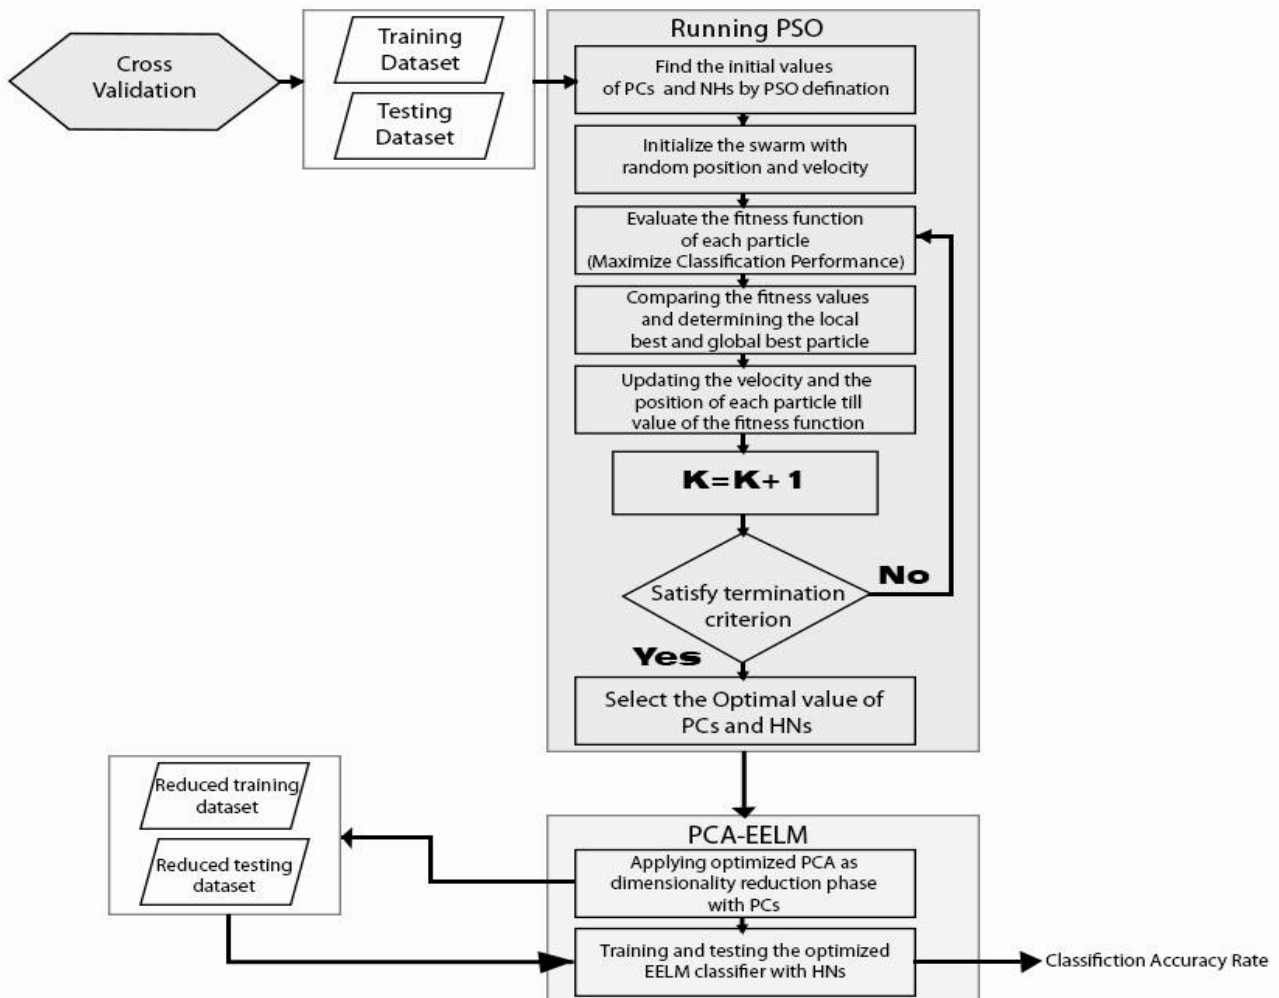 Cross
Validation
Training
Dataset
Testing
Dataset
Running PSO
Find the initial values
of PCs and NHs by PSO defination
Initialize the swarm with
random position and velocity
Evaluate the fitness function
of each particle
(Maximize Classification Performance)
Comparing the fitness values
and determining the local
best and global best particle
Updating the velocity and the
position of each particle till
value of the fitness function
K=K+1
Satisfy termination
criterion
No
Yes
Select the Optimal value of
PCs and HNs
Reduced training
dataset
Reduced testing
dataset
PCA-EELM
Applying optimized PCA as
dimensionality reduction phase
with PCs
Training and testing the optimized
EELM classifier with HNs
Classifiction Accuracy Rate